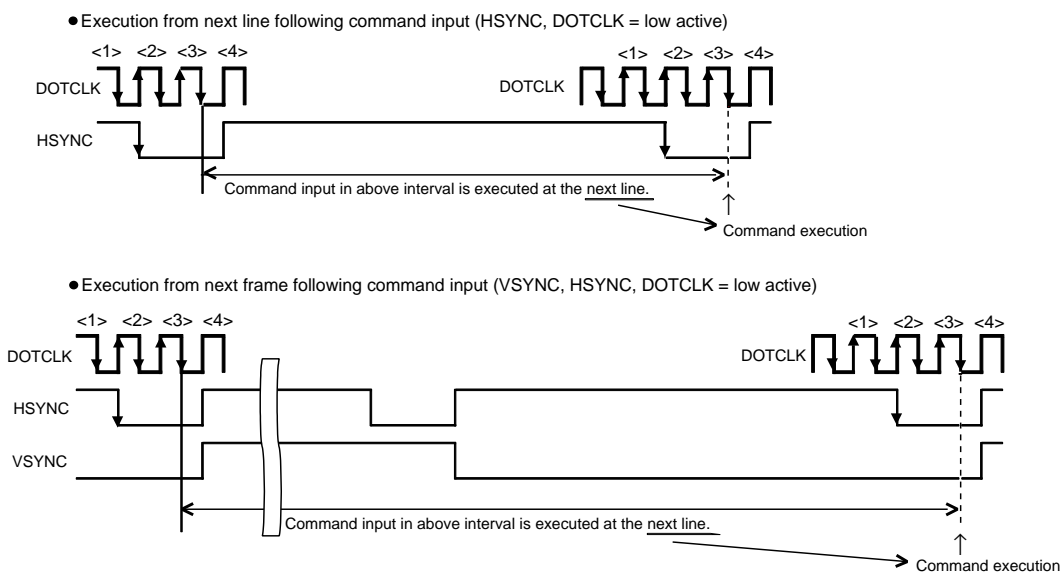 ●Execution from next line following command input (HSYNC, DOTCLK = low active)
<1> <2> <3> <4> <1> <2> <3> <4>
DOTCLK DOTCLK
HSYNC
Command input in above interval is executed at the next line.
Command execution
●Execution from next frame following command input (VSYNC, HSYNC, DOTCLK = low active)
<1> <2> <3> <4> <1> <2> <3> <4>
DOTCLK DOTCLK
HSYNC
VSYNC
Command input in above interval is executed at the next line.
Command execution